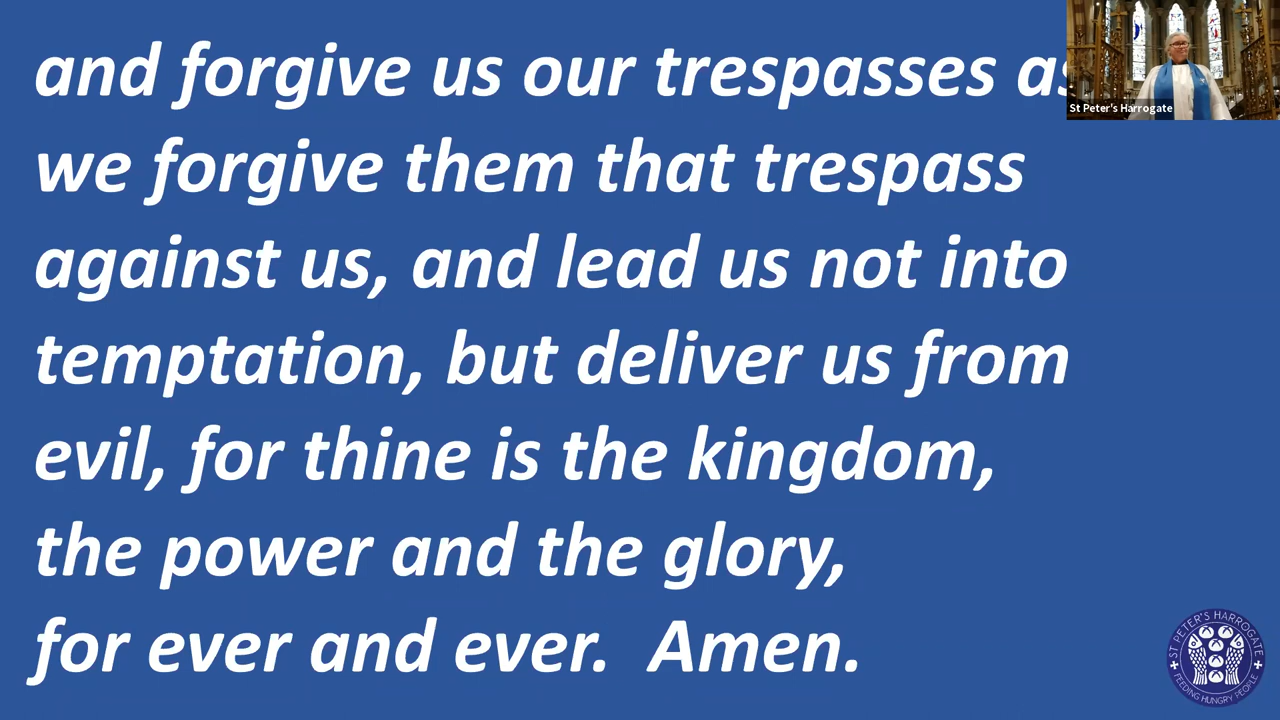 and forgive us our trespasses as
we forgive them that trespass
against us, and lead us not into
temptation, but deliver us from
evil, for thine is the kingdom,
the power and the glory,
for ever and ever.  Amen.
St Peter's Harrogate
ST PETER'S HARROGATE
FEEDING HUNGRY PEOPLE